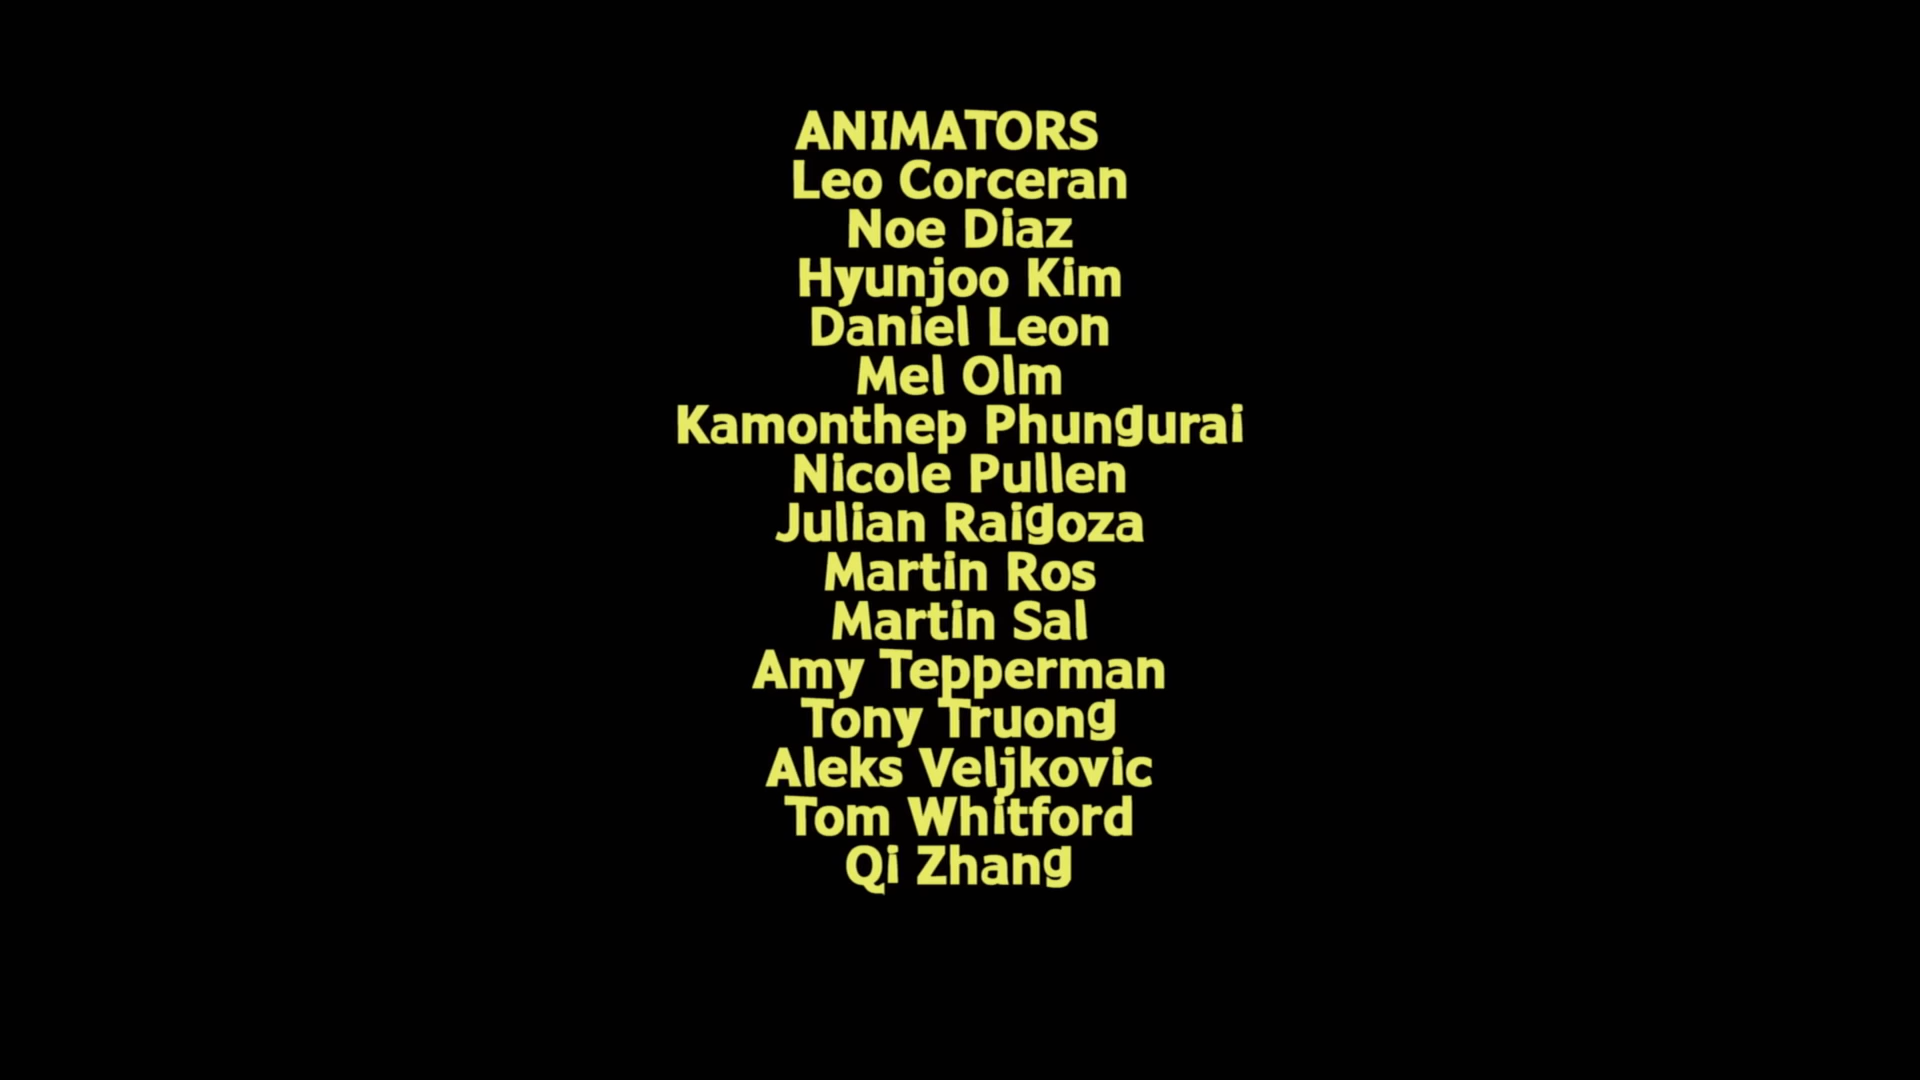 ANIMATORS
Leo Corceran
Noe Diaz
Hyunjoo Kim
Daniel Leon
Mel Olm
Kamonthep Phungurai
Nicole Pullen
Julian Raigoza
Martin Ros
Martin Sal
Amy Tepperman
Tony Truong
Aleks Veljkovic
Tom Whitford
Qi Zhang